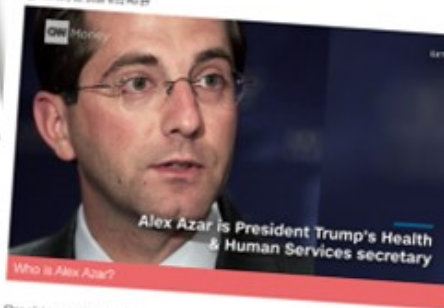 CNN Money
Alex Azar is President Trump's Health
& Human Services secretary
Who is Alex Azar?